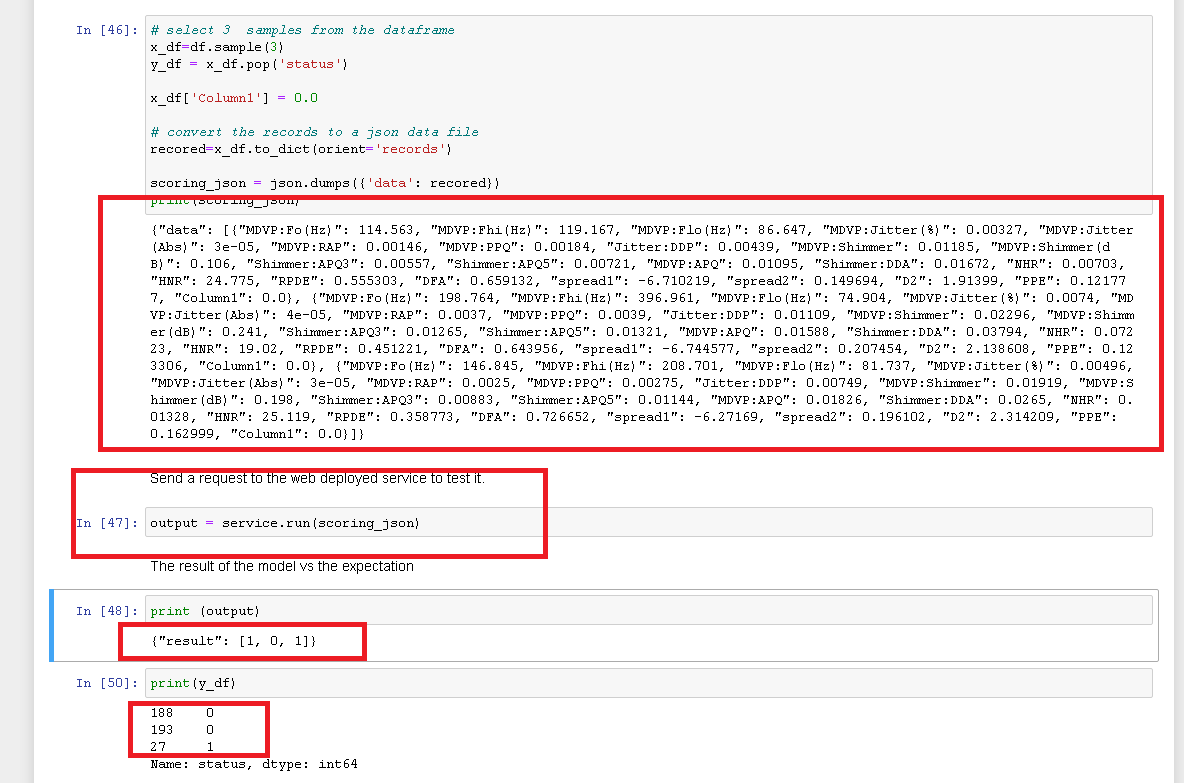 In [46]: # select 3  samples from the dataframe
x_df=df.sample(3)
y_df = x_df.pop('status')
x_df['Column1'] = 0.0
# convert the records to a json data file
recored=x_df.to_dict(orient='records')
scoring_json = json.dumps({'data': recored})
print(scoring_json)
{"data": [{"MDVP:Fo(Hz)": 114.563, "MDVP:Fhi(Hz)": 119.167, "MDVP:Flo(Hz)": 86.647, "MDVP:Jitter(%)": 0.00327, "MDVP:Jitter
(Abs)": 3e-05, "MDVP:RAP": 0.00146, "MDVP:PPQ": 0.00184, "Jitter:DDP": 0.00439, "MDVP:Shimmer": 0.01185, "MDVP:Shimmer(d
B)": 0.106, "Shimmer:APQ3": 0.00557, "Shimmer:APQ5": 0.00721, "MDVP:APQ": 0.01095, "Shimmer:DDA": 0.01672, "NHR": 0.00703,
"HNR": 24.775, "RPDE": 0.555303, "DFA": 0.659132, "spread1": -6.710219, "spread2": 0.149694, "D2": 1.91399, "PPE": 0.12177
7, "Column1": 0.0}, {"MDVP:Fo(Hz)": 198.764, "MDVP:Fhi(Hz)": 396.961, "MDVP:Flo(Hz)": 74.904, "MDVP:Jitter(%)": 0.0074, "MD
VP:Jitter(Abs)": 4e-05, "MDVP:RAP": 0.0037, "MDVP:PPQ": 0.0039, "Jitter:DDP": 0.01109, "MDVP:Shimmer": 0.02296, "MDVP:Shimm
er(dB)": 0.241, "Shimmer:APQ3": 0.01265, "Shimmer:APQ5": 0.01321, "MDVP:APQ": 0.01588, "Shimmer:DDA": 0.03794, "NHR": 0.072
23, "HNR": 19.02, "RPDE": 0.451221, "DFA": 0.643956, "spread1": -6.744577, "spread2": 0.207454, "D2": 2.138608, "PPE": 0.12
3306, "Column1": 0.0}, {"MDVP:Fo(Hz)": 146.845, "MDVP:Fhi(Hz)": 208.701, "MDVP:Flo(Hz)": 81.737, "MDVP:Jitter(%)": 0.00496,
"MDVP:Jitter(Abs)": 3e-05, "MDVP:RAP": 0.0025, "MDVP:PPQ": 0.00275, "Jitter:DDP": 0.00749, "MDVP:Shimmer": 0.01919, "MDVP:S
himmer(dB)": 0.198, "Shimmer:APQ3": 0.00883, "Shimmer:APQ5": 0.01144, "MDVP:APQ": 0.01826, "Shimmer:DDA": 0.0265, "NHR": 0.
01328, "HNR": 25.119, "RPDE": 0.358773, "DFA": 0.726652, "spread1": -6.27169, "spread2": 0.196102, "D2": 2.314209, "PPE":
0.162999, "Column1": 0.0}]}
Send a request to the web deployed service to test it.
In [47]: output = service.run(scoring_json)
The result of the model vs the expectation
In [48]: print (output)
{"result": [1, 0, 1]}
In [50]: print(y_df)
188    0
193    0
27     1
Name: status, dtype: int64